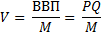 V = ВВП/M = PQ/M